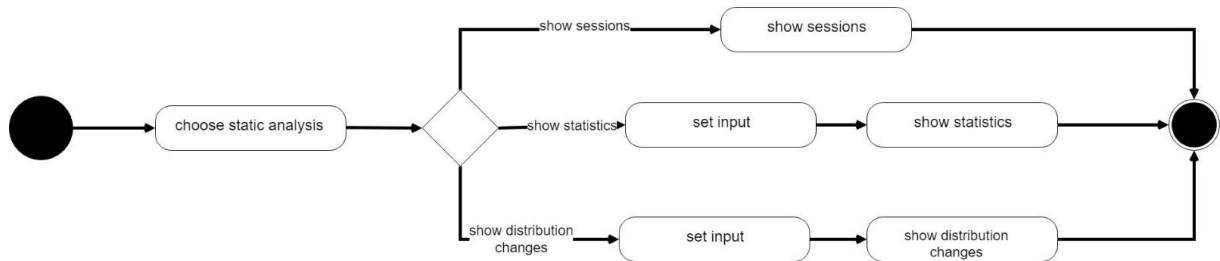 show sessions
show sessions
choose static analysis
show statistics
set input
show statistics
show distribution
changes
set input
show distribution
changes